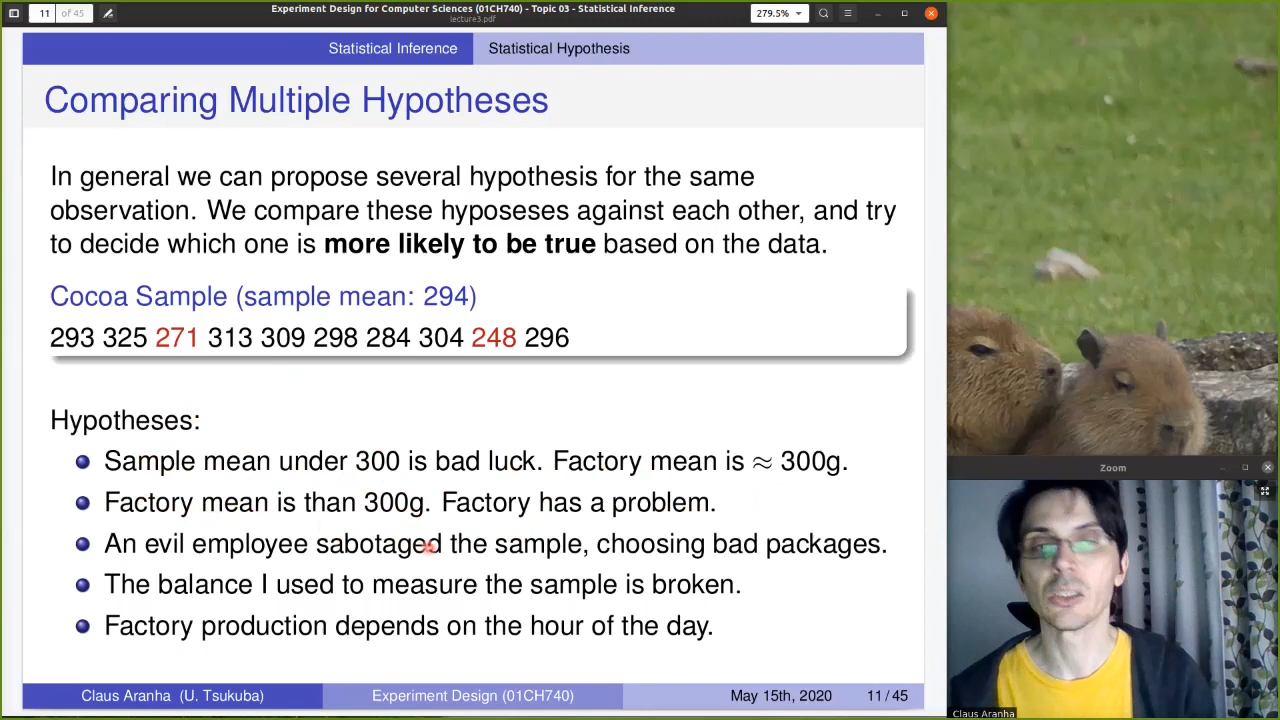 Experiment Design for Computer Sciences (01CH740) - Topic 03 - Statistical Inference
lecture3.pdf
11 of 45
279.5%
Statistical Inference
Statistical Hypothesis
Comparing Multiple Hypotheses
In general we can propose several hypothesis for the same
observation. We compare these hyposeses against each other, and try
to decide which one is more likely to be true based on the data.
Cocoa Sample (sample mean: 294)
293 325 271 313 309 298 284 304 248 296
Hypotheses:
Sample mean under 300 is bad luck. Factory mean is ≈ 300g.
Factory mean is than 300g. Factory has a problem.
An evil employee sabotaged the sample, choosing bad packages.
The balance I used to measure the sample is broken.
Factory production depends on the hour of the day.
Claus Aranha (U. Tsukuba)
Experiment Design (01CH740)
May 15th, 2020
11 / 45
Zoom
Claus Aranha